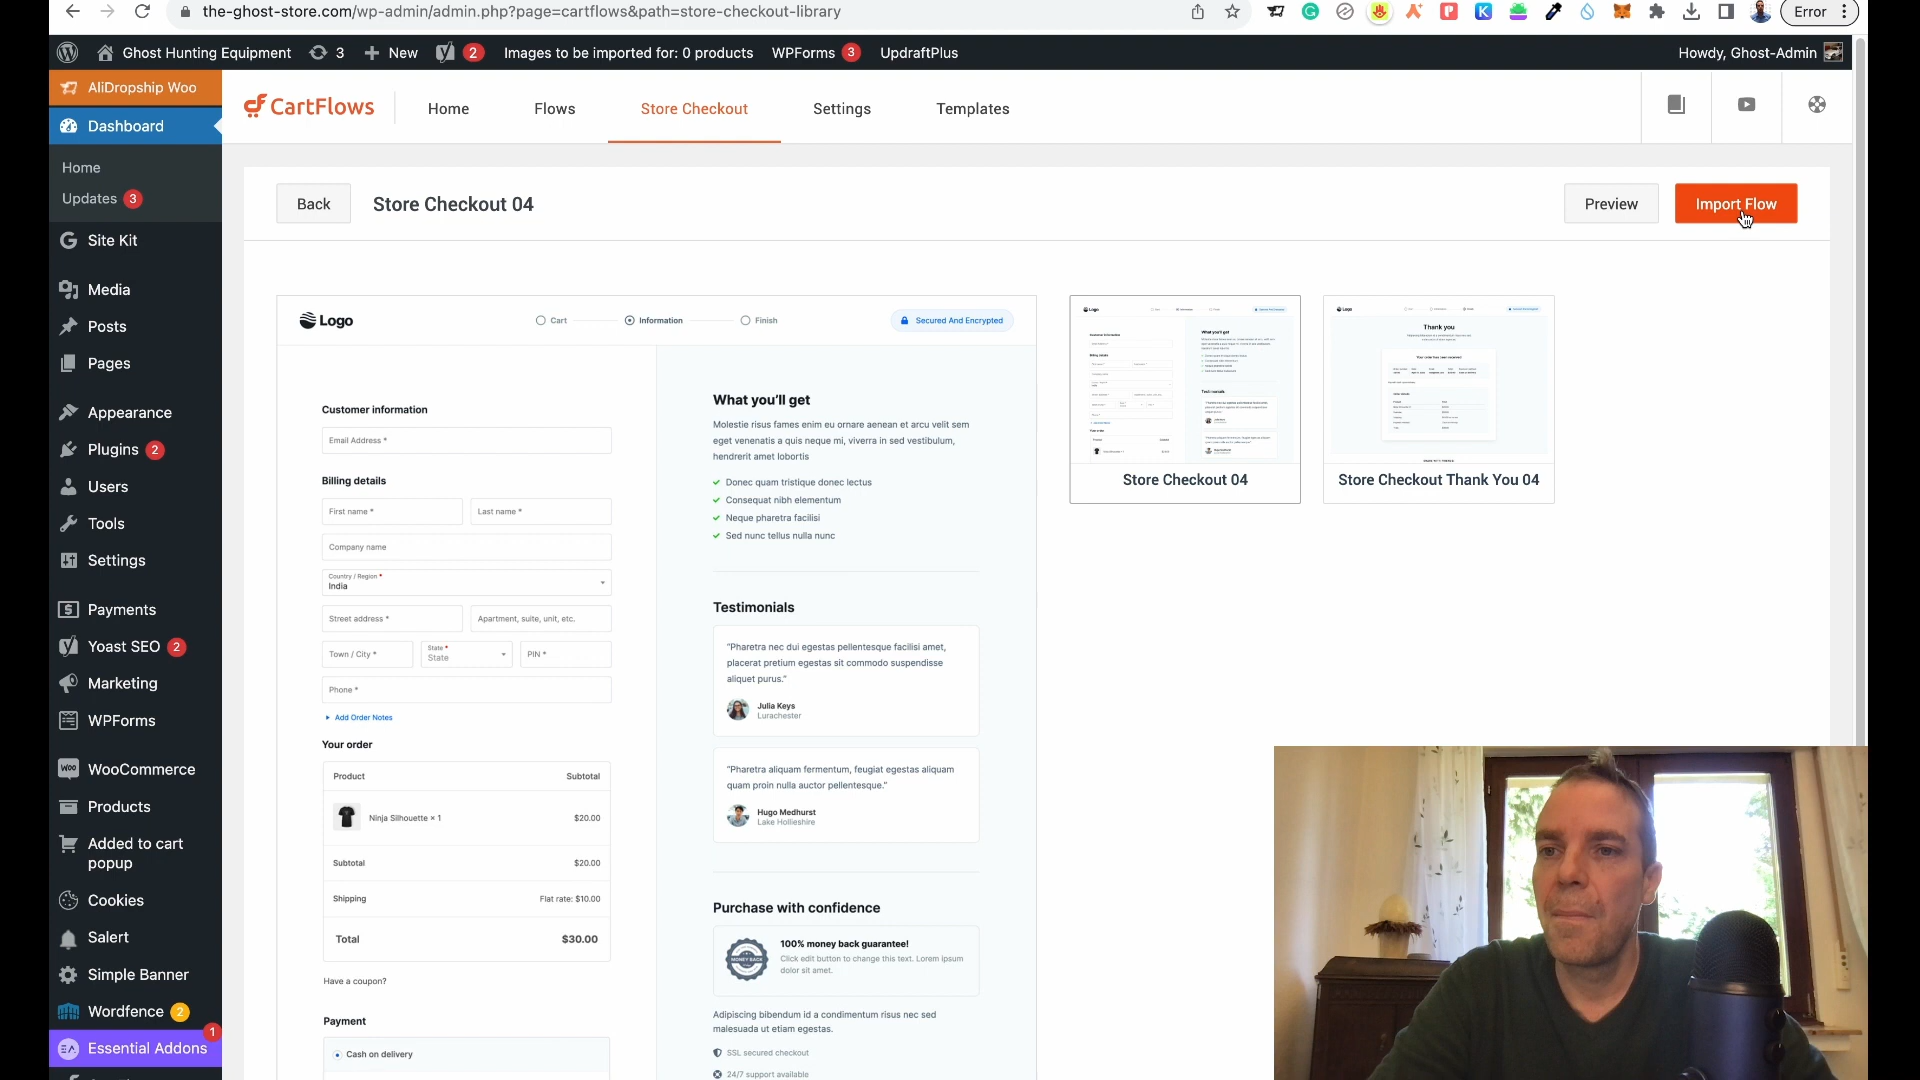 the-ghost-store.com/wp-admin/admin.php?page=cartflows&path=store-checkout-library
Error
Ghost Hunting Equipment
3
New
2
Images to be imported for: 0 products
WPForms 3
UpdraftPlus
Howdy, Ghost-Admin
AliDropship Woo
Dashboard
Home
Updates 3
Site Kit
Media
Posts
Pages
Appearance
Plugins 2
Users
Tools
Settings
Payments
Yoast SEO 2
Marketing
WPForms
WooCommerce
Products
Added to cart
popup
Cookies
Salert
Simple Banner
Wordfence 2
Essential Addons 1
CartFlows
Home
Flows
Store Checkout
Settings
Templates
Back
Store Checkout 04
Preview
Import Flow
Logo
Cart
Information
Finish
Secured And Encrypted
Customer information
Email Address *
Billing details
First name *
Last name *
Company name
Country / Region *
India
Street address *
Apartment, suite, unit, etc.
Town / City *
State *
State
PIN *
Phone *
Add Order Notes
Your order
Product Subtotal
Ninja Silhouette × 1 $20.00
Subtotal $20.00
Shipping Flat rate: $10.00
Total $30.00
Have a coupon?
Payment
Cash on delivery
What you'll get
Molestie risus fames enim eu ornare aenean et arcu velit sem
eget venenatis a quis neque mi, viverra in sed vestibulum,
hendrerit amet lobortis
Donec quam tristique donec lectus
Consequat nibh elementum
Neque pharetra facilisi
Sed nunc tellus nulla nunc
Testimonials
"Pharetra nec dui egestas pellentesque facilisi amet,
placerat pretium egestas sit commodo suspendisse
aliquet purus."
Julia Keys
Lurachester
"Pharetra aliquam fermentum, feugiat egestas aliquam
quam proin nulla auctor pellentesque."
Hugo Medhurst
Lake Hollieshire
Purchase with confidence
MONEY BACK
100% money back guarantee!
Click edit button to change this text. Lorem ipsum
dolor sit amet.
Adipiscing bibendum id a condimentum risus nec sed
malesuada ut etiam egestas.
SSL secured checkout
24/7 support available
Logo
What you'll get
Testimonials
Store Checkout 04
Logo
Thank you
Store Checkout Thank You 04